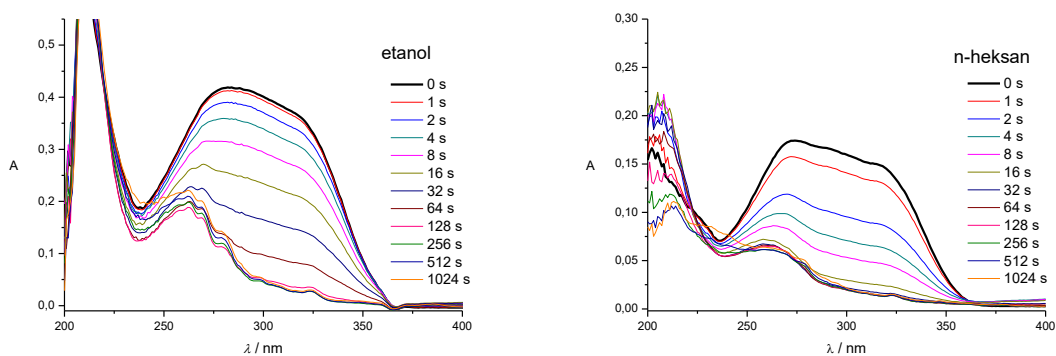 etanol
0 s
1 s
2 s
4 s
8 s
16 s
32 s
64 s
128 s
256 s
512 s
1024 s
A
0,5
0,4
0,3
0,2
0,1
0,0
200 250 300 350 400
λ / nm
n-heksan
0 s
1 s
2 s
4 s
8 s
16 s
32 s
64 s
128 s
256 s
512 s
1024 s
A
0,30
0,25
0,20
0,15
0,10
0,05
0,00
200 250 300 350 400
λ / nm